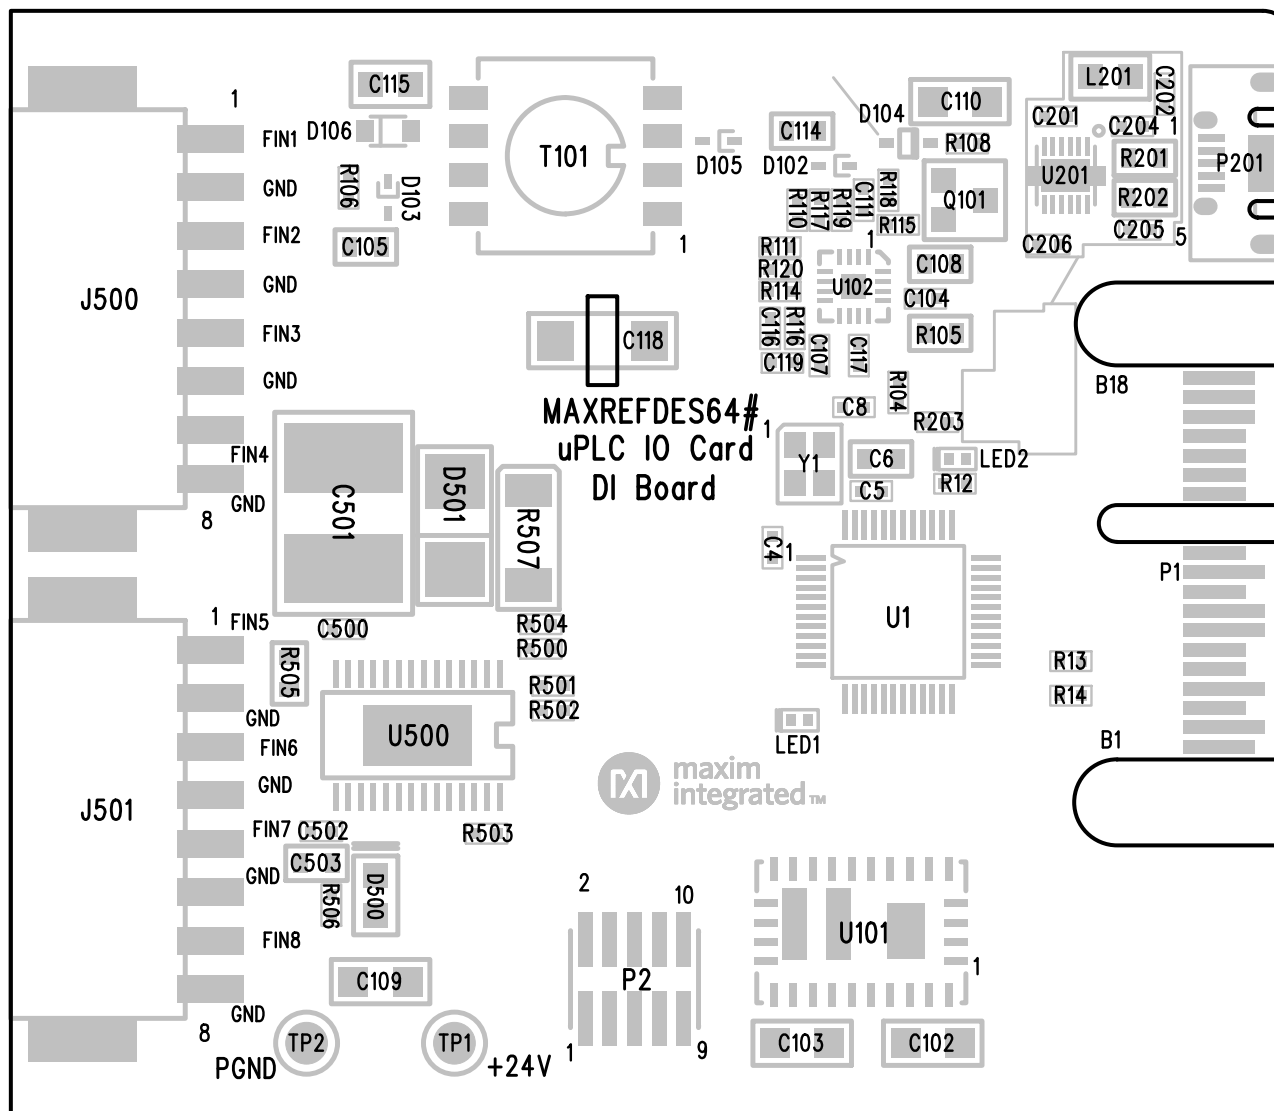 C115
L201
C202
1
FIN1
D106
T101
D105
C114
D104
C110
R108
D102
C201
C204
1
R201
P201
U201
R202
GND
R106
D103
R110
R117
R119
C111
R118
Q101
R115
FIN2
C105
1
R111
1
C108
C206
C205
5
R120
R114
U102
C104
GND
J500
C116
R116
C107
C117
R105
FIN3
C118
C119
GND
R104
B18
MAXREFDES64#
uPLC IO Card
DI Board
C8
R203
1
Y1
C6
LED2
C5
R12
FIN4
GND
8
C501
D501
R507
C4
1
P1
U1
1
FIN5
C500
R504
R500
R505
R501
R502
R13
R14
GND
FIN6
U500
LED1
B1
maxim
integrated™
GND
J501
FIN7
C502
R503
C503
GND
R506
D500
2
10
U101
FIN8
C109
P2
1
GND
8
TP2
TP1
PGND
+24V
1
9
C103
C102